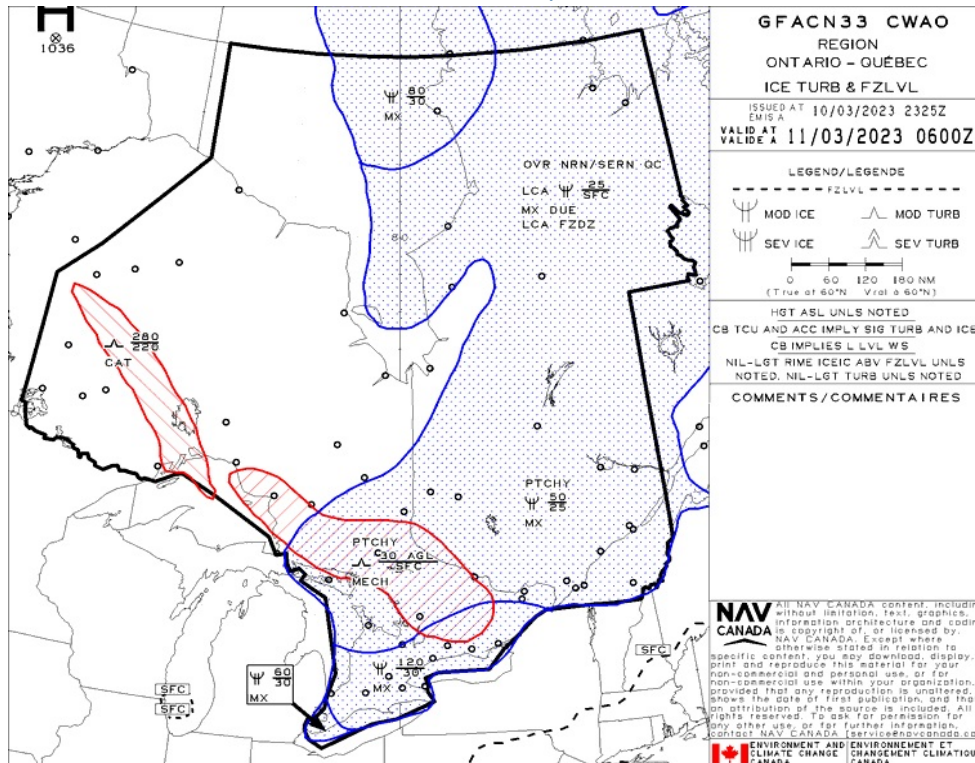 H
1036
80
30
MX
OVR NRN/SERN QC
LCA 25
SFC
MX DUE
LCA FZDZ
80
280
220
CAT
PTCHY
50
25
MX
PTCHY
30 AGL
SFC
MECH
60
30
MX
120
30
MX
SFC
SFC
SFC
GFACN33 CWAO
REGION
ONTARIO - QUÉBEC
ICE TURB & FZLVL
ISSUED AT
ÉMIS A
10/03/2023 2325Z
VALID AT
VALIDE A
11/03/2023 0600Z
LEGEND/LÉGENDE
FZLVL
MOD ICE
MOD TURB
SEV ICE
SEV TURB
0 60 120 180 NM
(True at 60°N Vrai à 60°N)
HGT ASL UNLS NOTED
CB TCU AND ACC IMPLY SIG TURB AND ICE
CB IMPLIES L LVL WS
NIL-LGT RIME ICEIC ABV FZLVL UNLS
NOTED. NIL-LGT TURB UNLS NOTED
COMMENTS/COMMENTAIRES
NAV
CANADA
All NAV CANADA content, includin
without limitation, text, graphics,
information architecture and codin
is copyright of, or licensed by,
NAV CANADA. Except where
otherwise stated in relation to
specific content, you may download, display,
print and reproduce this material for your
non-commercial and personal use, or for
non-commercial use within your organization,
provided that any reproduction is unaltered,
shows the date of first publication, and tha
an attribution of the source is included. All
rights reserved. To ask for permission for
any other use, or for further information,
contact NAV CANADA [service@navcanada.ca
ENVIRONMENT AND
CLIMATE CHANGE
CANADA
ENVIRONNEMENT ET
CHANGEMENT CLIMATIQU
CANADA